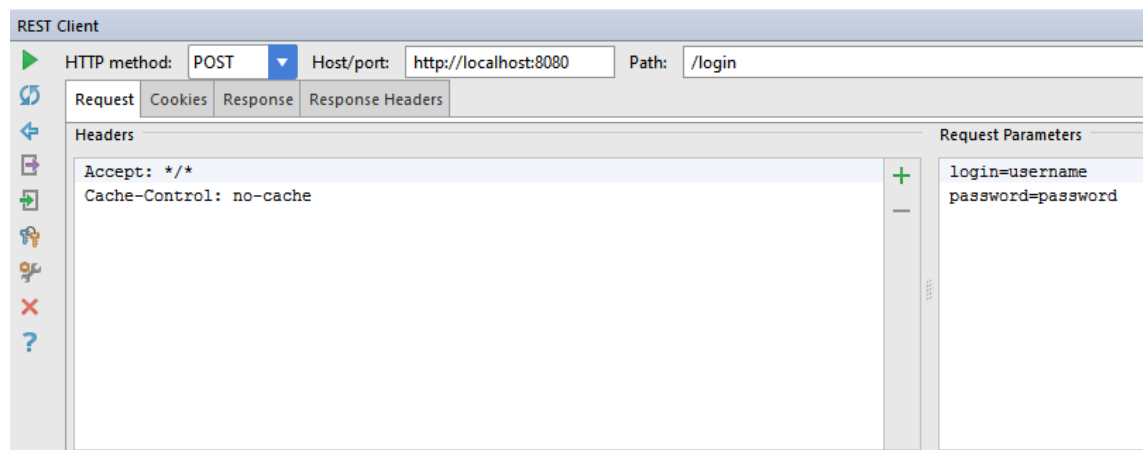 REST Client
HTTP method: POST Host/port: http://localhost:8080 Path: /login
Request Cookies Response Response Headers
Headers
Accept: */*
Cache-Control: no-cache
Request Parameters
login=username
password=password